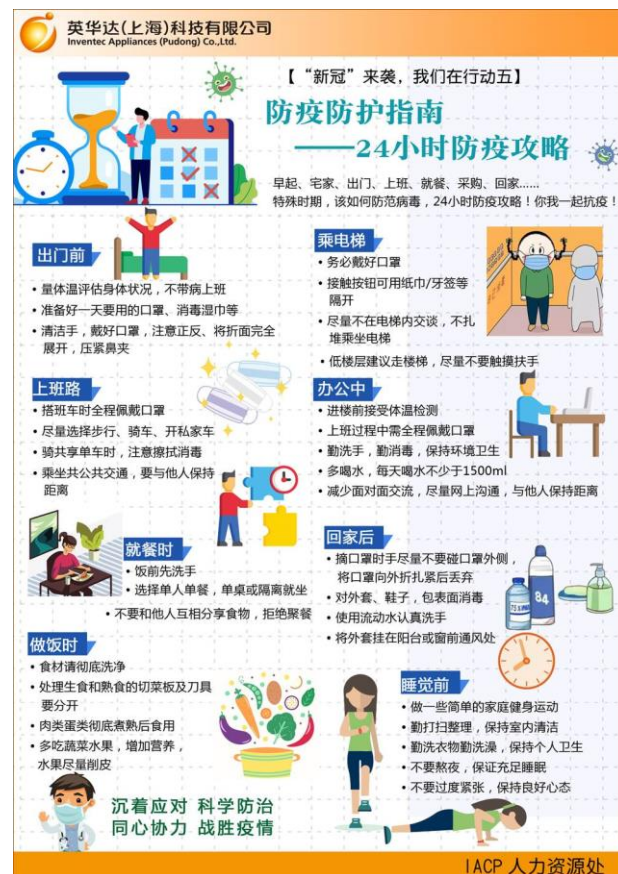 英华达(上海)科技有限公司
Inventec Appliances (Pudong) Co.,Ltd.
【“新冠”来袭，我们在行动五】
防疫防护指南
——24小时防疫攻略
早起、宅家、出门、上班、就餐、采购、回家……
特殊时期，该如何防范病毒，24小时防疫攻略！你我一起抗疫！
出门前
• 量体温评估身体状况，不带病上班
• 准备好一天要用的口罩、消毒湿巾等
• 清洁手，戴好口罩，注意正反、将折面完全
展开，压紧鼻夹
乘电梯
• 务必戴好口罩
• 接触按钮可用纸巾/牙签等
隔开
• 尽量不在电梯内交谈，不扎
堆乘坐电梯
• 低楼层建议走楼梯，尽量不要触摸扶手
上班路
• 搭班车时全程佩戴口罩
• 尽量选择步行、骑车、开私家车
• 骑共享单车时，注意擦拭消毒
• 乘坐共公共交通，要与他人保持
距离
办公中
• 进楼前接受体温检测
• 上班过程中需全程佩戴口罩
• 勤洗手，勤消毒，保持环境卫生
• 多喝水，每天喝水不少于1500ml
• 减少面对面交流，尽量网上沟通，与他人保持距离
就餐时
• 饭前先洗手
• 选择单人单餐，单桌或隔离就坐
• 不要和他人互相分享食物，拒绝聚餐
回家后
• 摘口罩时手尽量不要碰口罩外侧，
将口罩向外折扎紧后丢弃
• 对外套、鞋子，包表面消毒
• 使用流动水认真洗手
• 将外套挂在阳台或窗前通风处
75%
84
做饭时
• 食材请彻底洗净
• 处理生食和熟食的切菜板及刀具
要分开
• 肉类蛋类彻底煮熟后食用
• 多吃蔬菜水果，增加营养，
水果尽量削皮
睡觉前
• 做一些简单的家庭健身运动
• 勤打扫整理，保持室内清洁
• 勤洗衣物勤洗澡，保持个人卫生
• 不要熬夜，保证充足睡眠
• 不要过度紧张，保持良好心态
沉着应对 科学防治
同心协力 战胜疫情
IACP 人力资源处